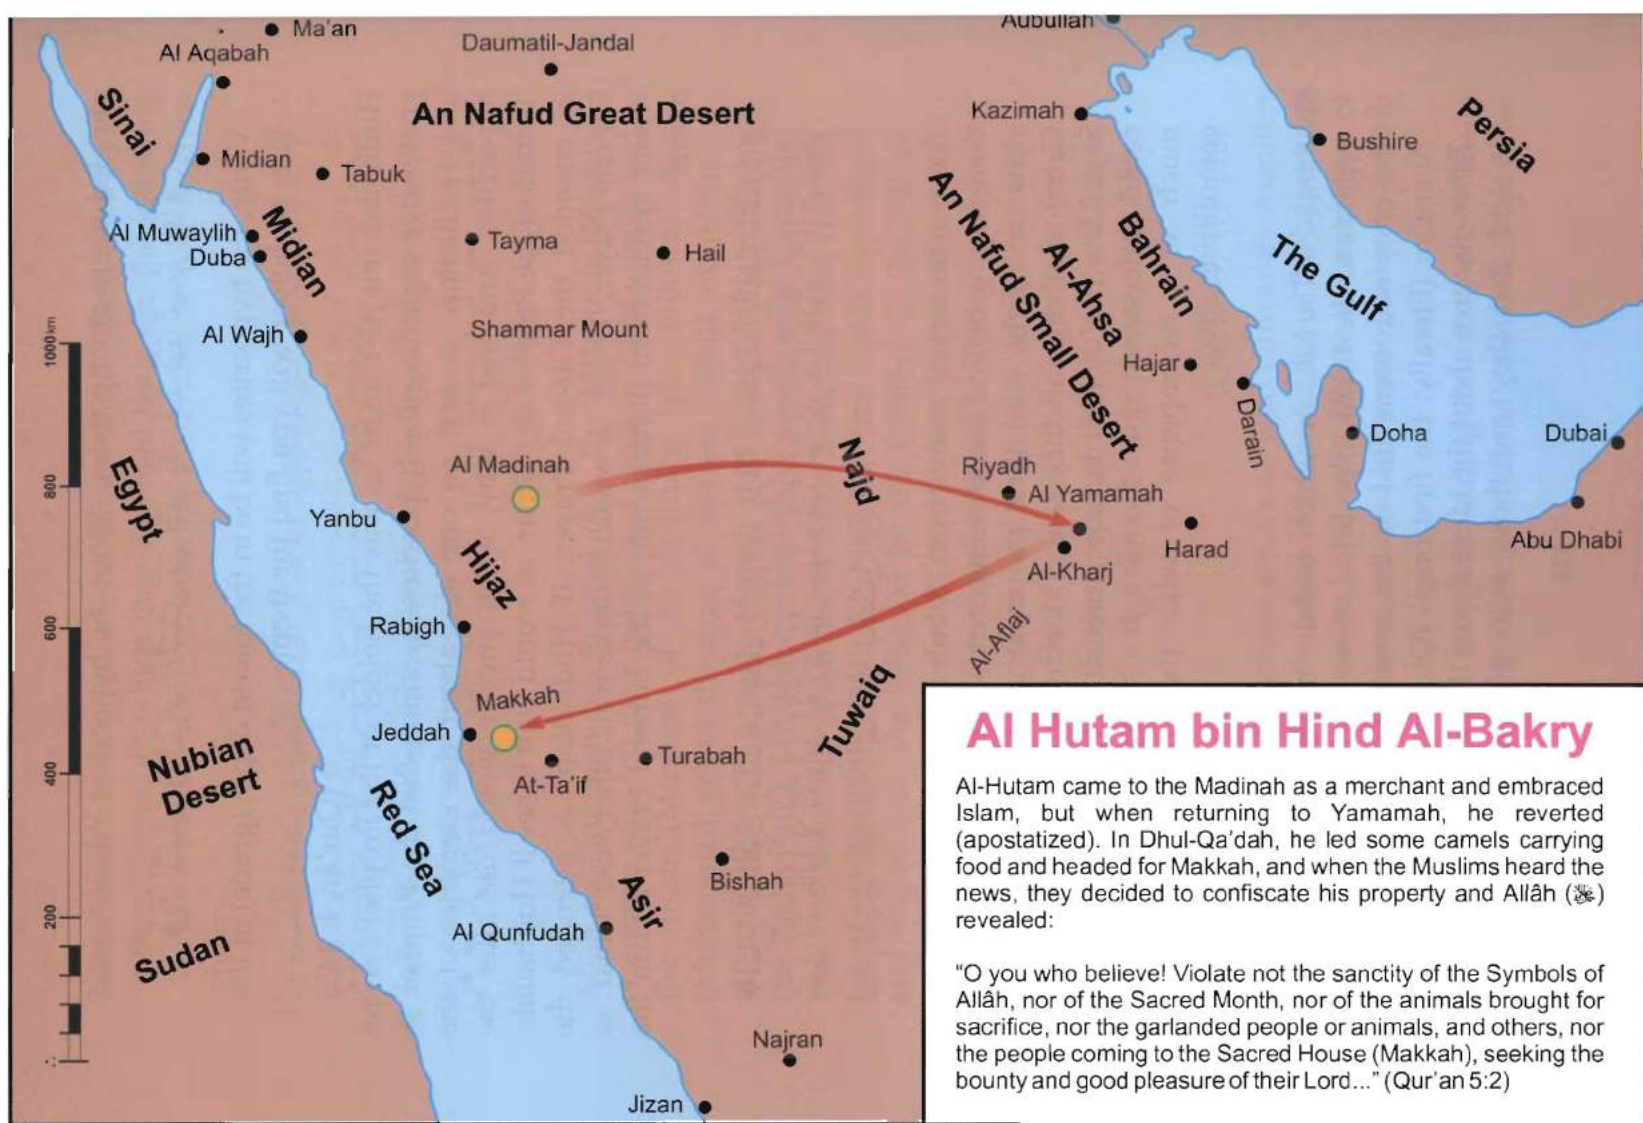 Aubullah
Ma'an
Al Aqabah
Daumatil-Jandal
Sinai
An Nafud Great Desert
Kazimah
Persia
Bushire
Midian
Tabuk
An Nafud Small Desert
Al Muwaylih
Midian
Duba
Tayma
Hail
Al-Ahsa
Bahrain
The Gulf
Al Wajh
Shammar Mount
1000km
Hajar
Darain
Doha
Dubai
Egypt
Al Madinah
Najd
Riyadh
800
Al Yamamah
Yanbu
Harad
Abu Dhabi
Hijaz
Al-Kharj
600
Rabigh
Al-Aflaj
Makkah
Tuwaiq
Jeddah
Turabah
Nubian
Desert
400
At-Ta'if
Red Sea
Bishah
Asir
200
Al Qunfudah
Sudan
Najran
Jizan
Al Hutam bin Hind Al-Bakry
Al-Hutam came to the Madinah as a merchant and embraced
Islam, but when returning to Yamamah, he reverted
(apostatized). In Dhul-Qa'dah, he led some camels carrying
food and headed for Makkah, and when the Muslims heard the
news, they decided to confiscate his property and Allâh (ﷻ)
revealed:
"O you who believe! Violate not the sanctity of the Symbols of
Allâh, nor of the Sacred Month, nor of the animals brought for
sacrifice, nor the garlanded people or animals, and others, nor
the people coming to the Sacred House (Makkah), seeking the
bounty and good pleasure of their Lord..." (Qur'an 5:2)